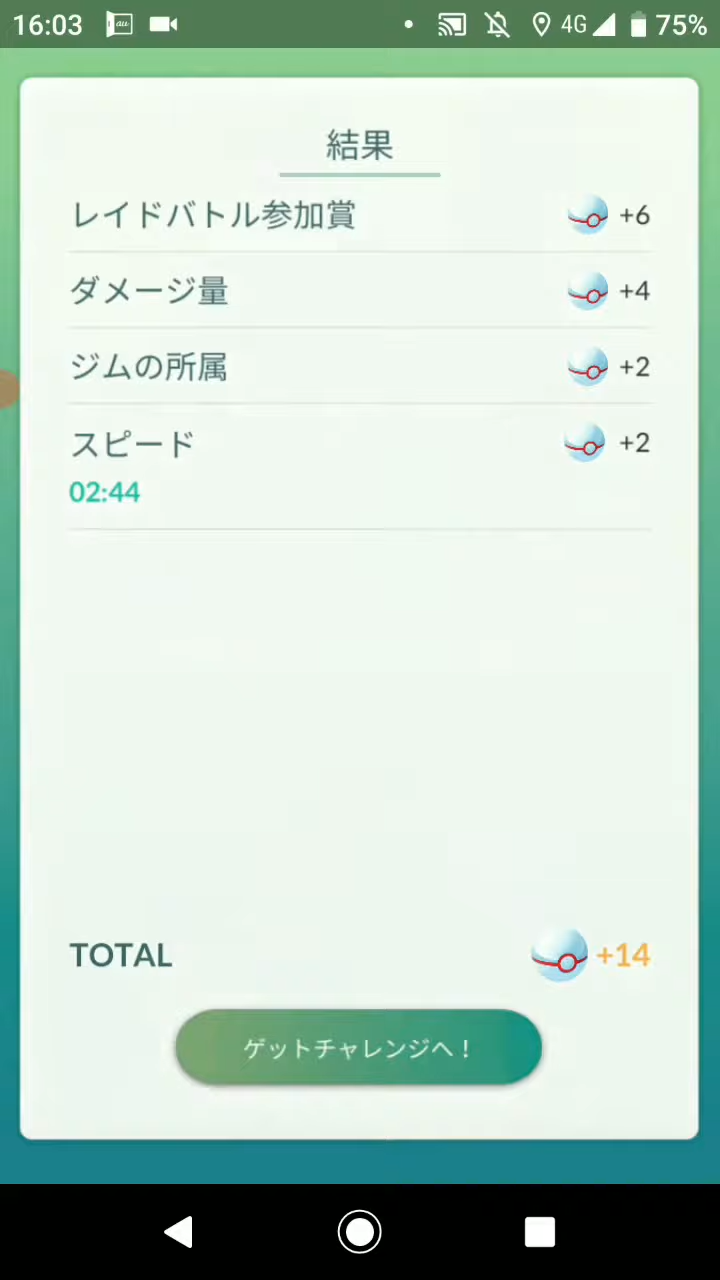 16:03 au 4G 75%
結果
レイドバトル参加賞 +6
ダメージ量 +4
ジムの所属 +2
スピード +2
02:44
TOTAL +14
ゲットチャレンジへ！